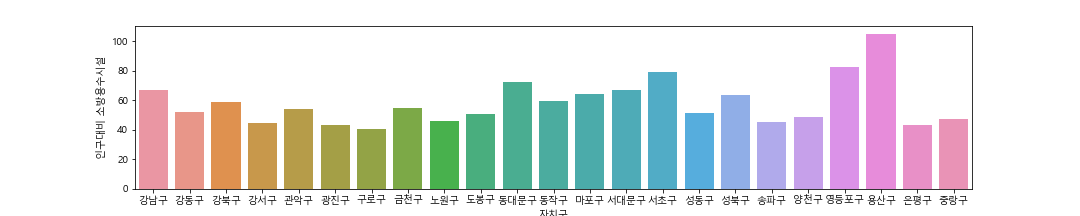 인구대비 소방용수시설
100
80
60
40
20
0
강남구 강동구 강북구 강서구 관악구 광진구 구로구 금천구 노원구 도봉구 동대문구 동작구 마포구 서대문구 서초구 성동구 성북구 송파구 양천구 영등포구 용산구 은평구 중랑구
자치구